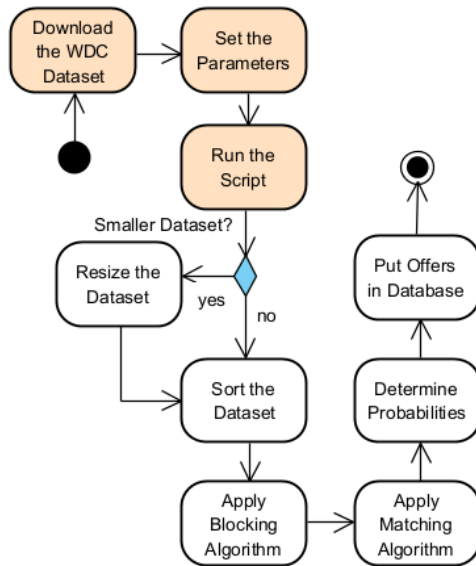 Download
the WDC
Dataset
Set the
Parameters
Run the
Script
Smaller Dataset?
Resize the
Dataset
yes
no
Sort the
Dataset
Apply
Blocking
Algorithm
Apply
Matching
Algorithm
Determine
Probabilities
Put Offers
in Database